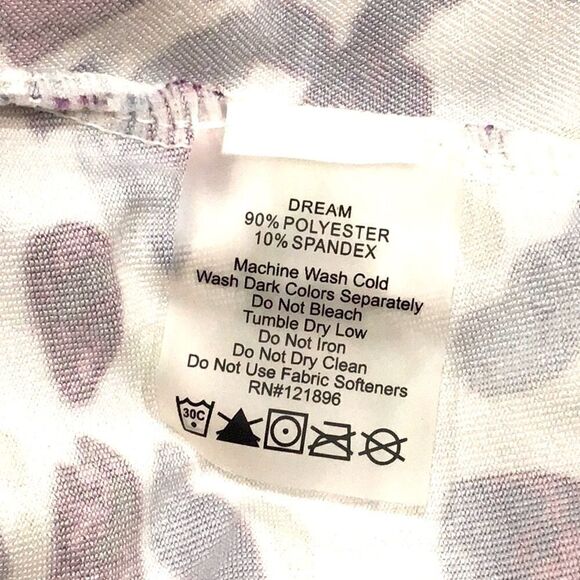 DREAM
90% POLYESTER
10% SPANDEX
Machine Wash Cold
Wash Dark Colors Separately
Do Not Bleach
Tumble Dry Low
Do Not Iron
Do Not Dry Clean
Do Not Use Fabric Softeners
RN#121896
30C